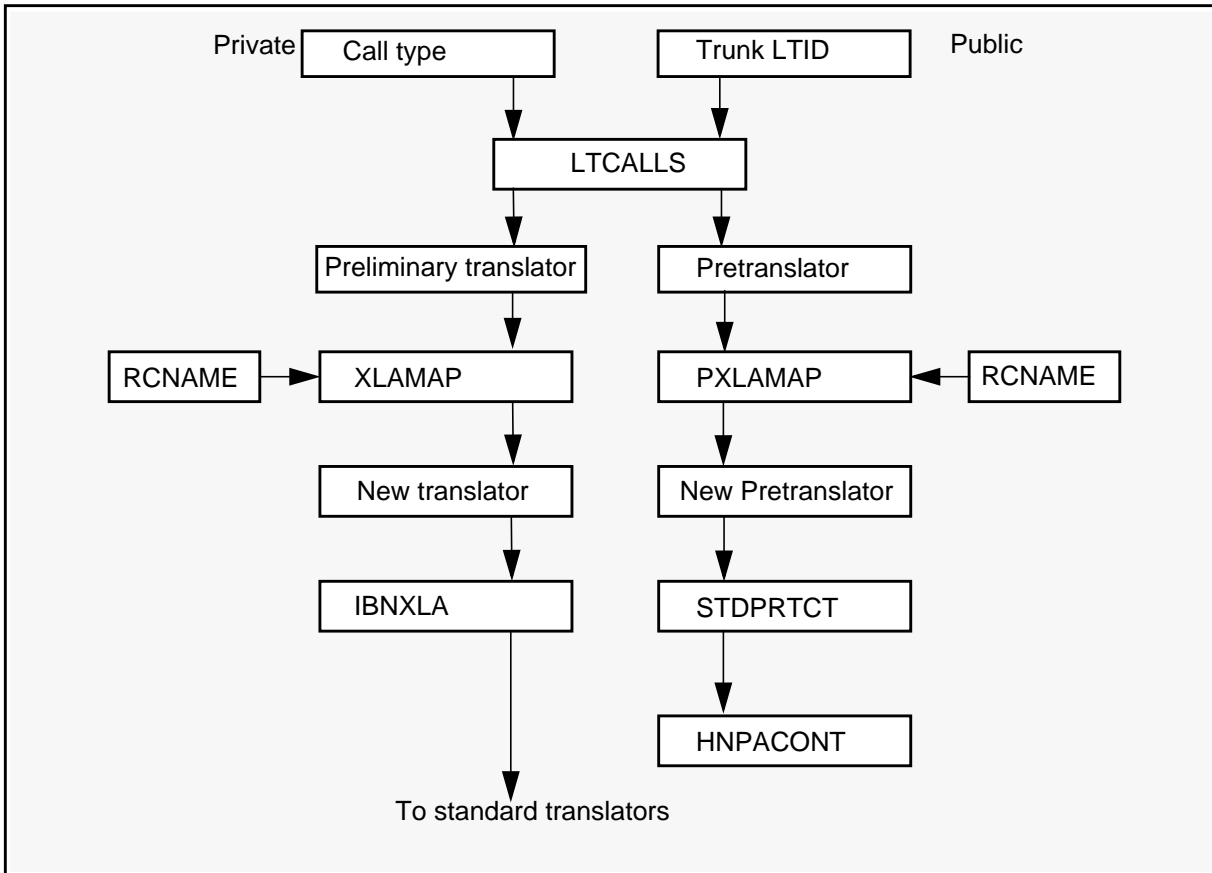 Private
Call type
Trunk LTID
Public
LTCALLS
Preliminary translator
Pretranslator
RCNAME
XLAMAP
PXLAMAP
RCNAME
New translator
New Pretranslator
IBNXLA
STDPRTCT
HNPACONT
To standard translators